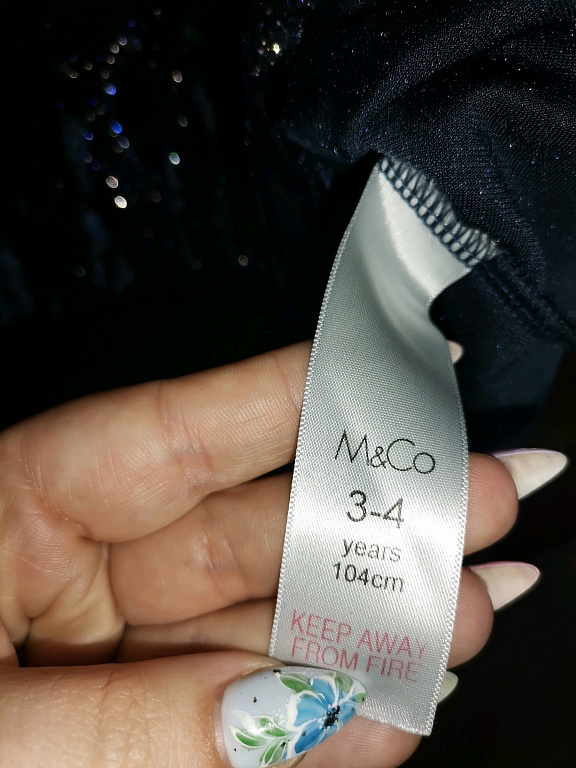 M&Co
3-4
years
104cm
KEEP AWAY
FROM FIRE